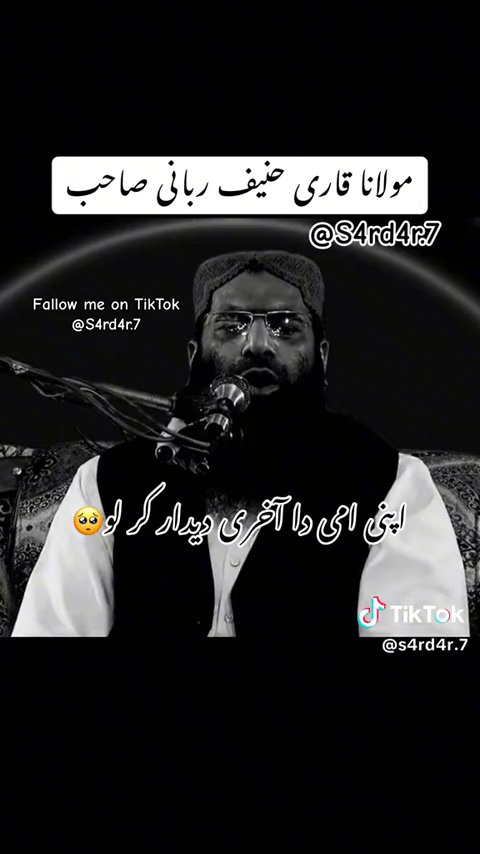 مولانا قاری حنیف ربانی صاحب
@S4rd4r.7
Fallow me on TikTok
@S4rd4r.7
اپنی امی دا آخری دیدار کر لو🥺
TikTok
@s4rd4r.7